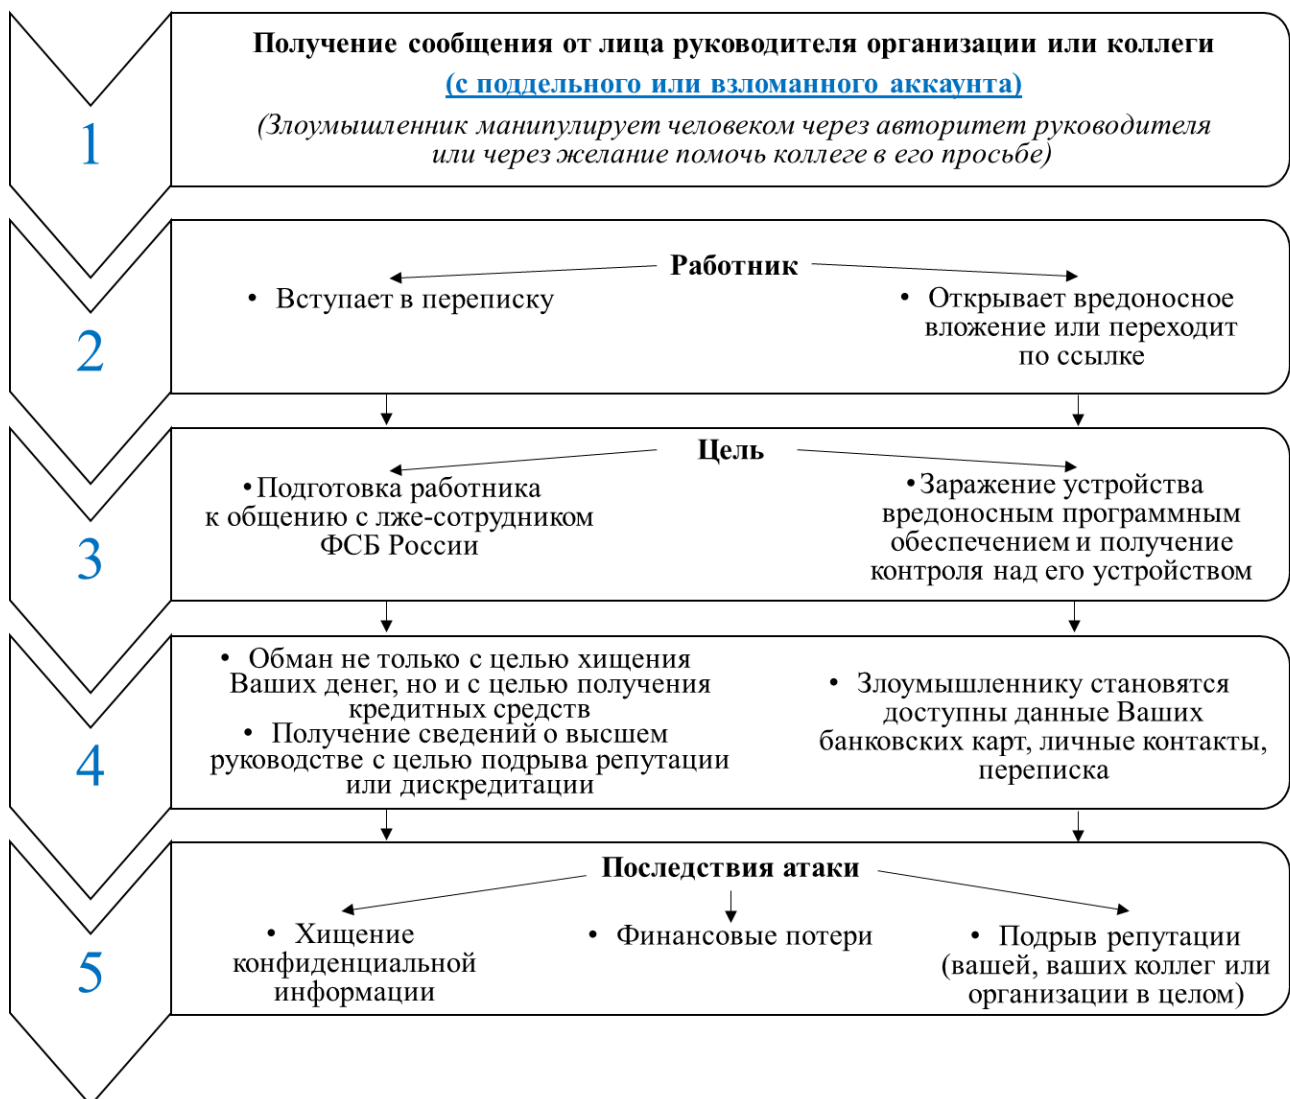 1
Получение сообщения от лица руководителя организации или коллеги
(с поддельного или взломанного аккаунта)
(Злоумышленник манипулирует человеком через авторитет руководителя
или через желание помочь коллеге в его просьбе)
2
Работник
• Вступает в переписку
• Открывает вредоносное
вложение или переходит
по ссылке
3
Цель
•Подготовка работника
к общению с лже-сотрудником
ФСБ России
•Заражение устройства
вредоносным программным
обеспечением и получение
контроля над его устройством
4
• Обман не только с целью хищения
Ваших денег, но и с целью получения
кредитных средств
• Получение сведений о высшем
руководстве с целью подрыва репутации
или дискредитации
• Злоумышленнику становятся
доступны данные Ваших
банковских карт, личные контакты,
переписка
5
Последствия атаки
• Хищение
конфиденциальной
информации
• Финансовые потери
• Подрыв репутации
(вашей, ваших коллег или
организации в целом)